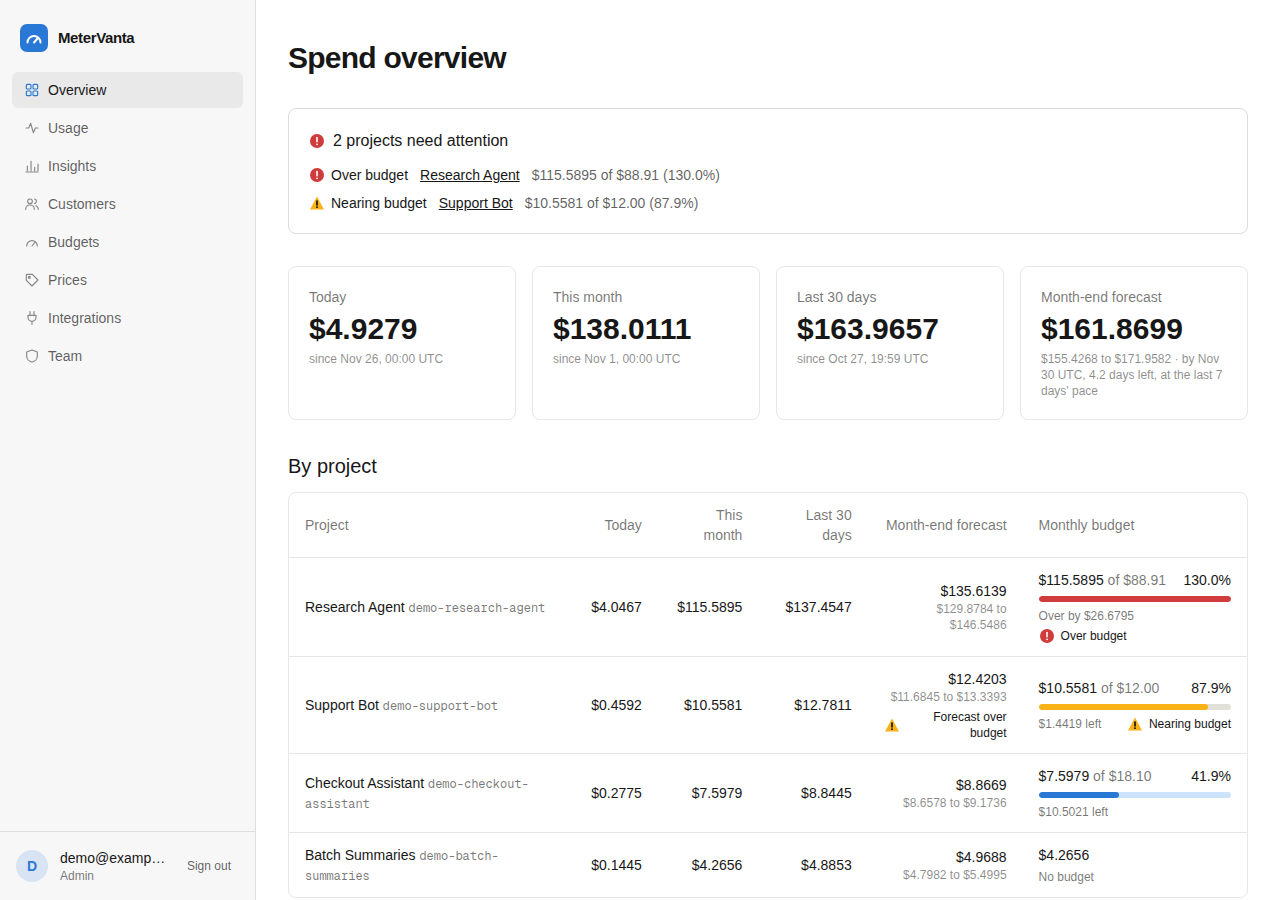 MeterVanta
Overview
Usage
Insights
Customers
Budgets
Prices
Integrations
Team
demo@examp…
Admin
Sign out
D
Spend overview
2 projects need attention
Over budget Research Agent $115.5895 of $88.91 (130.0%)
Nearing budget Support Bot $10.5581 of $12.00 (87.9%)
Today
$4.9279
since Nov 26, 00:00 UTC
This month
$138.0111
since Nov 1, 00:00 UTC
Last 30 days
$163.9657
since Oct 27, 19:59 UTC
Month-end forecast
$161.8699
$155.4268 to $171.9582 · by Nov
30 UTC, 4.2 days left, at the last 7
days' pace
By project
Project
Today
This
month
Last 30
days
Month-end forecast
Monthly budget
Research Agent demo-research-agent
$4.0467
$115.5895
$137.4547
$135.6139
$129.8784 to
$146.5486
$115.5895 of $88.91 130.0%
Over by $26.6795
Over budget
Support Bot demo-support-bot
$0.4592
$10.5581
$12.7811
$12.4203
$11.6845 to $13.3393
Forecast over
budget
$10.5581 of $12.00 87.9%
$1.4419 left Nearing budget
Checkout Assistant demo-checkout-
assistant
$0.2775
$7.5979
$8.8445
$8.8669
$8.6578 to $9.1736
$7.5979 of $18.10 41.9%
$10.5021 left
Batch Summaries demo-batch-
summaries
$0.1445
$4.2656
$4.8853
$4.9688
$4.7982 to $5.4995
$4.2656
No budget